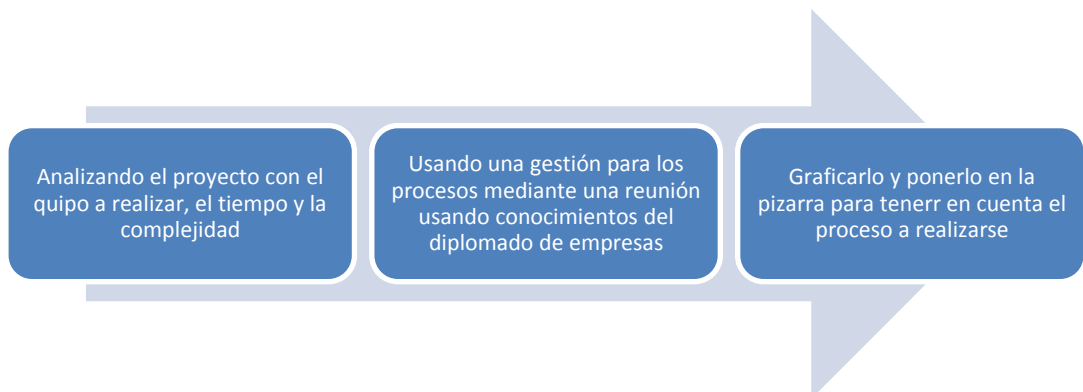 Analizando el proyecto con el
quipo a realizar, el tiempo y la
complejidad
Usando una gestión para los
procesos mediante una reunión
usando conocimientos del
diplomado de empresas
Graficarlo y ponerlo en la
pizarra para tenerr en cuenta el
proceso a realizarse